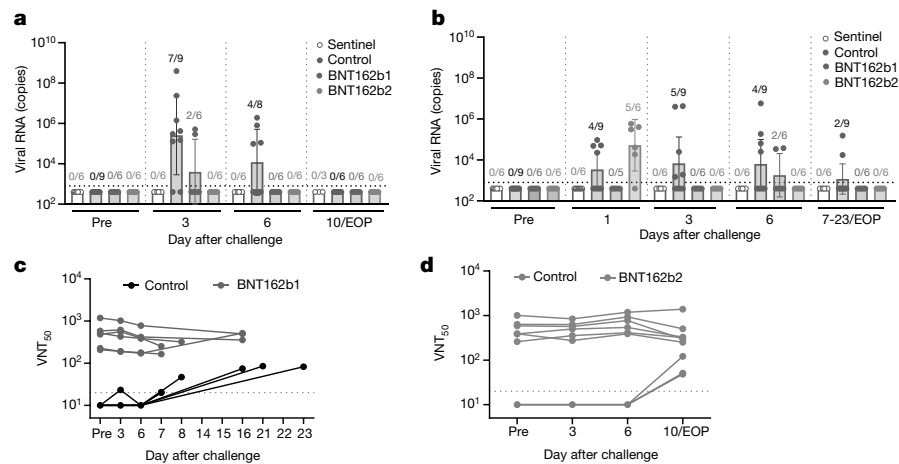 a
10^10
10^8
10^6
10^4
10^2
Viral RNA (copies)
Sentinel
Control
BNT162b1
BNT162b2
7/9
2/6
4/8
0/6 0/9 0/6 0/6
0/6
0/6
0/6
0/6
0/6
0/3 0/6 0/6 0/6
Pre
3
6
10/EOP
Day after challenge
b
10^10
10^8
10^6
10^4
10^2
Viral RNA (copies)
Sentinel
Control
BNT162b1
BNT162b2
4/9
5/6
5/9
4/9
2/6
2/9
0/6 0/9 0/6 0/6
0/6
0/5
0/6
0/6 0/6
0/6
0/6
0/6
0/6 0/6
Pre
1
3
6
7-23/EOP
Days after challenge
c
Control
BNT162b1
10^4
10^3
10^2
10^1
VNT50
Pre 3 6 7 8 14 15 16 21 22 23
Day after challenge
d
Control
BNT162b2
10^4
10^3
10^2
10^1
VNT50
Pre 3 6 10/EOP
Day after challenge